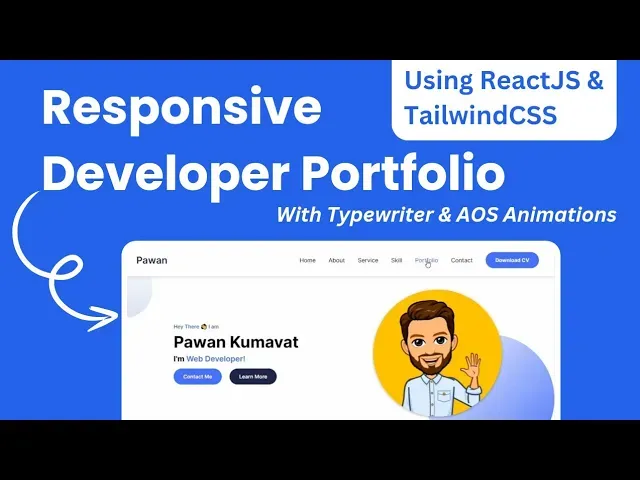 Responsive
Developer Portfolio
Using ReactJS &
TailwindCSS
With Typewriter & AOS Animations
Pawan
Home About Service Skill Portfolio Contact Download CV
Hey There 👩 I am
Pawan Kumavat
I'm Web Developer!
Contact Me Learn More